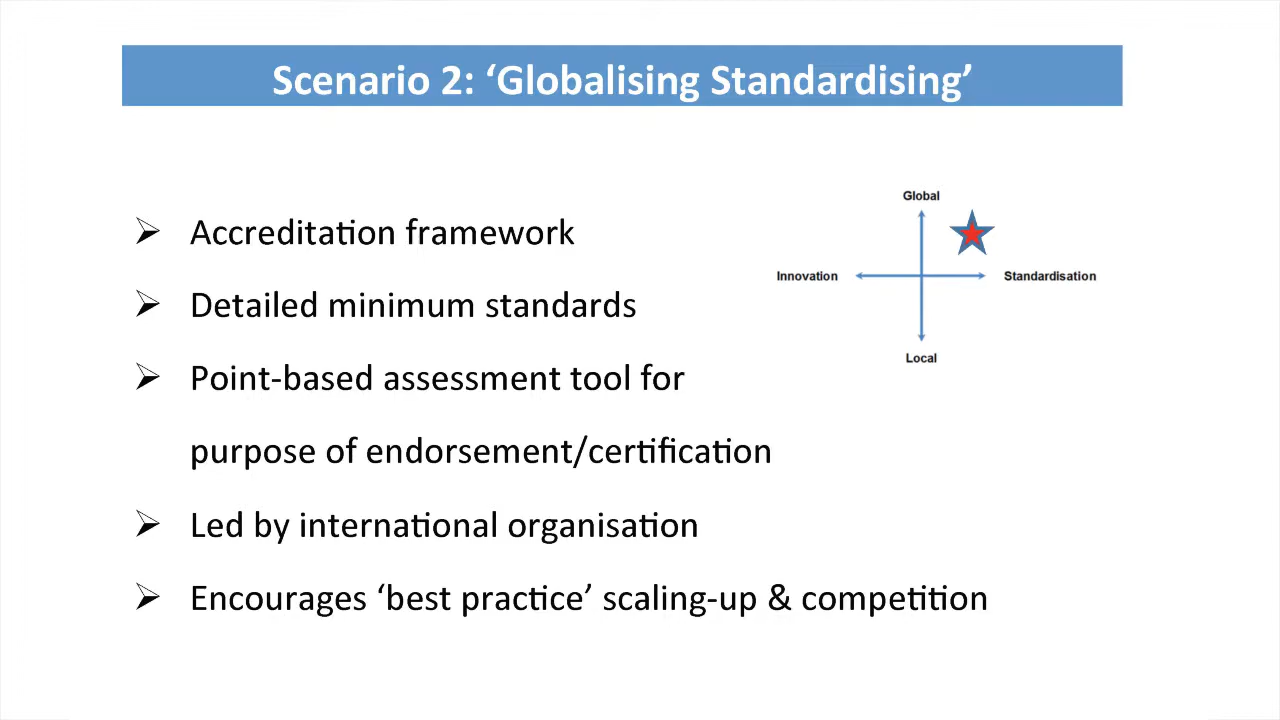 Scenario 2: ‘Globalising Standardising’
➢ Accreditation framework
➢ Detailed minimum standards
➢ Point-based assessment tool for
purpose of endorsement/certification
➢ Led by international organisation
➢ Encourages ‘best practice’ scaling-up & competition
Global
Innovation
Standardisation
Local